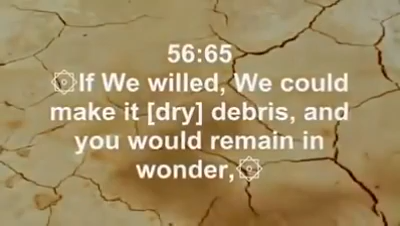 56:65
۞If We willed, We could
make it [dry] debris, and
you would remain in
wonder,۞